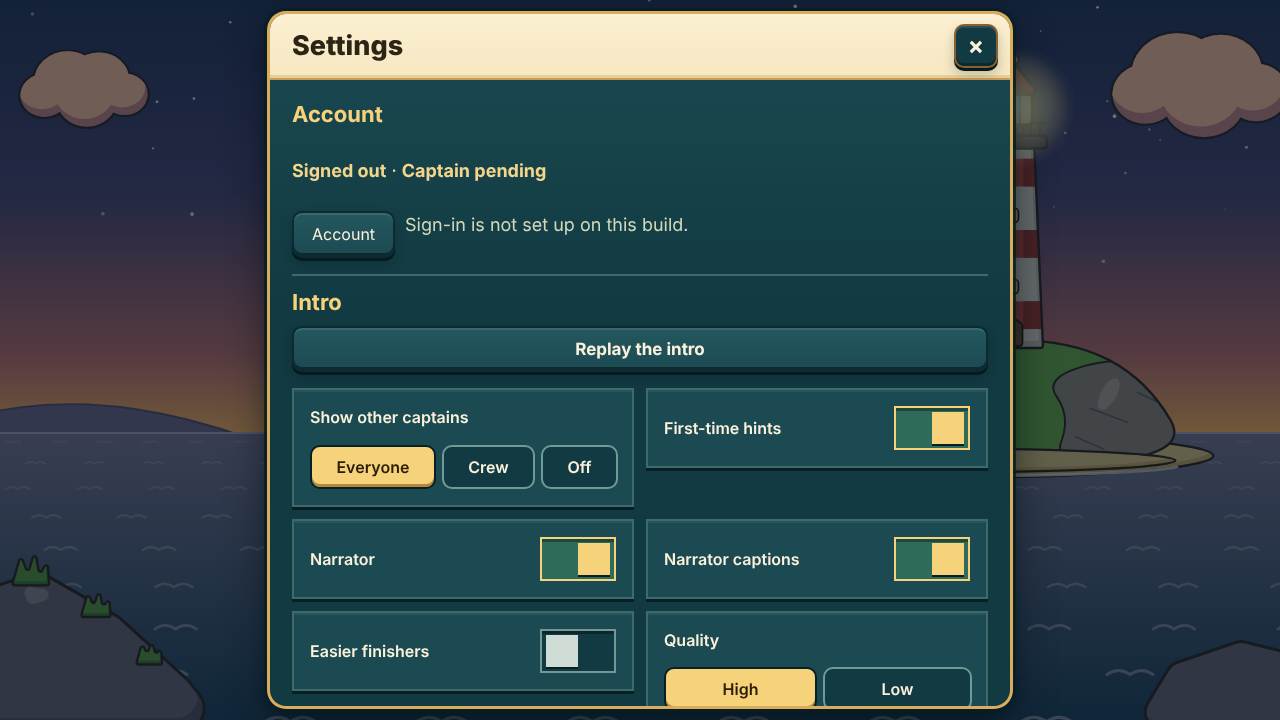 Settings
×
Account
Signed out · Captain pending
Account
Sign-in is not set up on this build.
Intro
Replay the intro
Show other captains
Everyone
Crew
Off
First-time hints
Narrator
Narrator captions
Easier finishers
Quality
High
Low